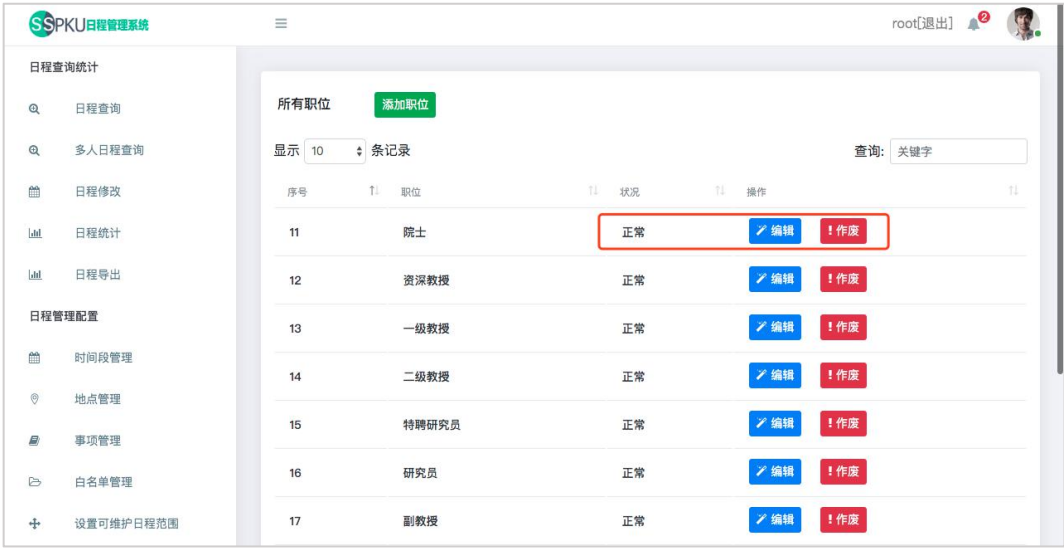 SSPKU日程管理系统
root[退出] 2
日程查询统计
日程查询
多人日程查询
日程修改
日程统计
日程导出
日程管理配置
时间段管理
地点管理
事项管理
白名单管理
设置可维护日程范围
所有职位 添加职位
显示 10 条记录 查询: 关键字
序号 职位 状况 操作
11 院士 正常 编辑 !作废
12 资深教授 正常 编辑 !作废
13 一级教授 正常 编辑 !作废
14 二级教授 正常 编辑 !作废
15 特聘研究员 正常 编辑 !作废
16 研究员 正常 编辑 !作废
17 副教授 正常 编辑 !作废